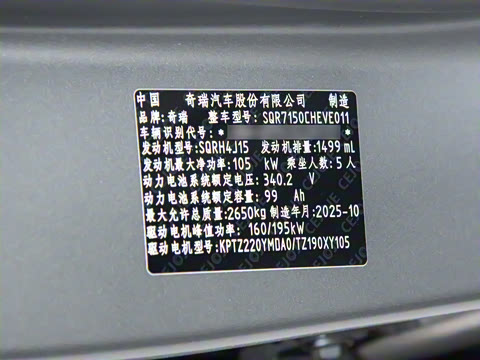 中国 奇瑞汽车股份有限公司 制造
品牌:奇瑞 整车型号:SQR7150CHEVE011
车辆识别代号:*
发动机型号:SQRH4J15 发动机排量:1499 mL
发动机最大净功率:105 kW 乘坐人数:5 人
动力电池系统额定电压:340.2 V
动力电池系统额定容量:99 Ah
最大允许总质量:2650kg 制造年月:2025-10
驱动电机峰值功率: 160/195kW
驱动电机型号:KPTZ220YMDA0/TZ190XY105